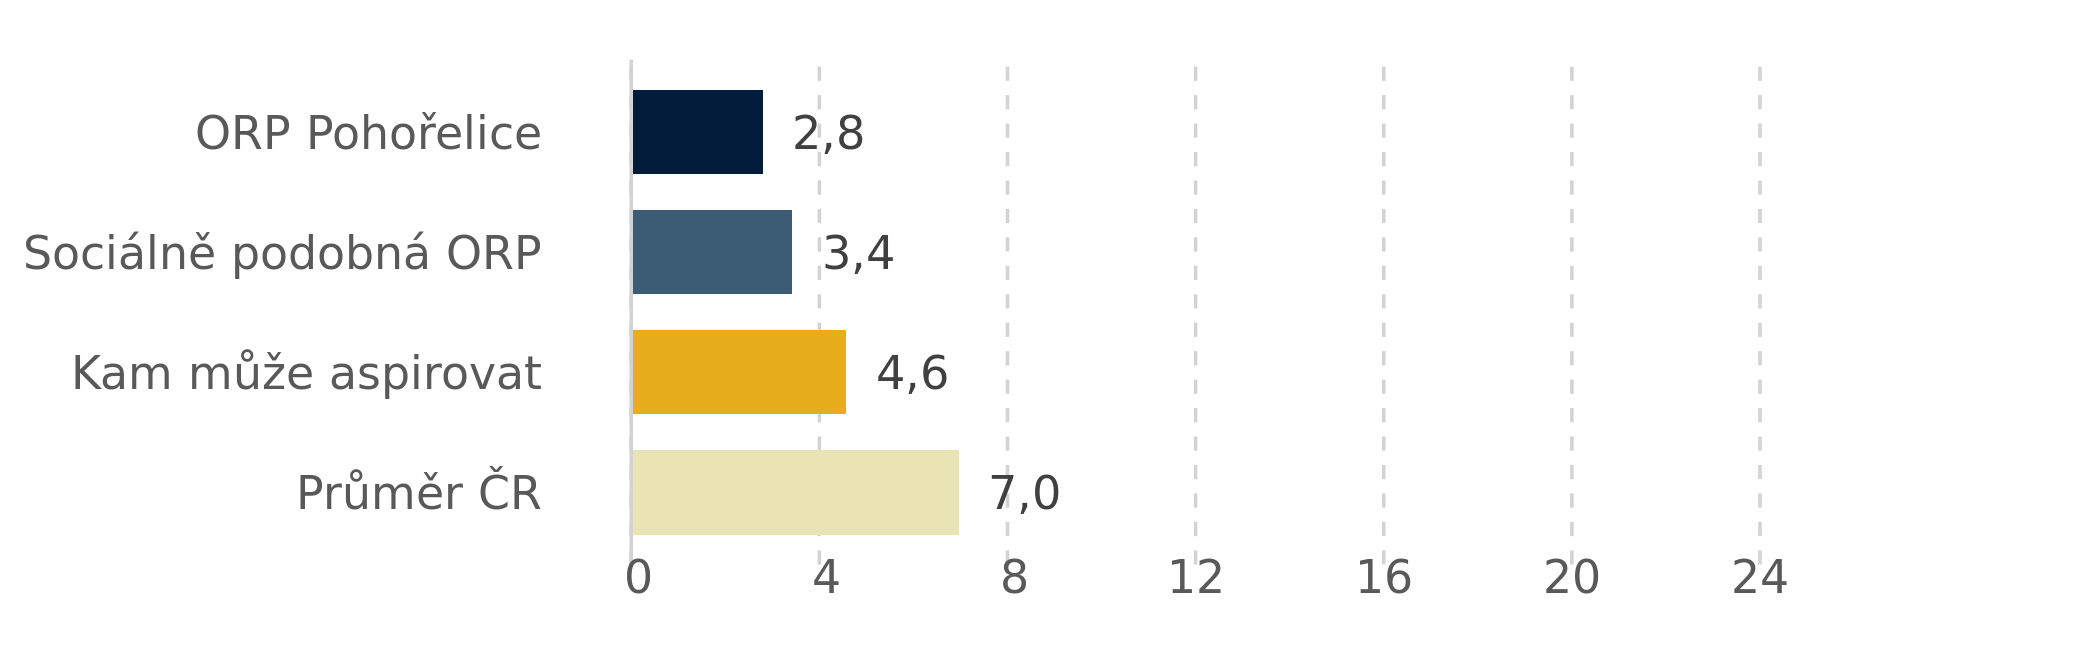 ORP Pohořelice 2,8
Sociálně podobná ORP 3,4
Kam může aspirovat 4,6
Průměr ČR 7,0
0 4 8 12 16 20 24